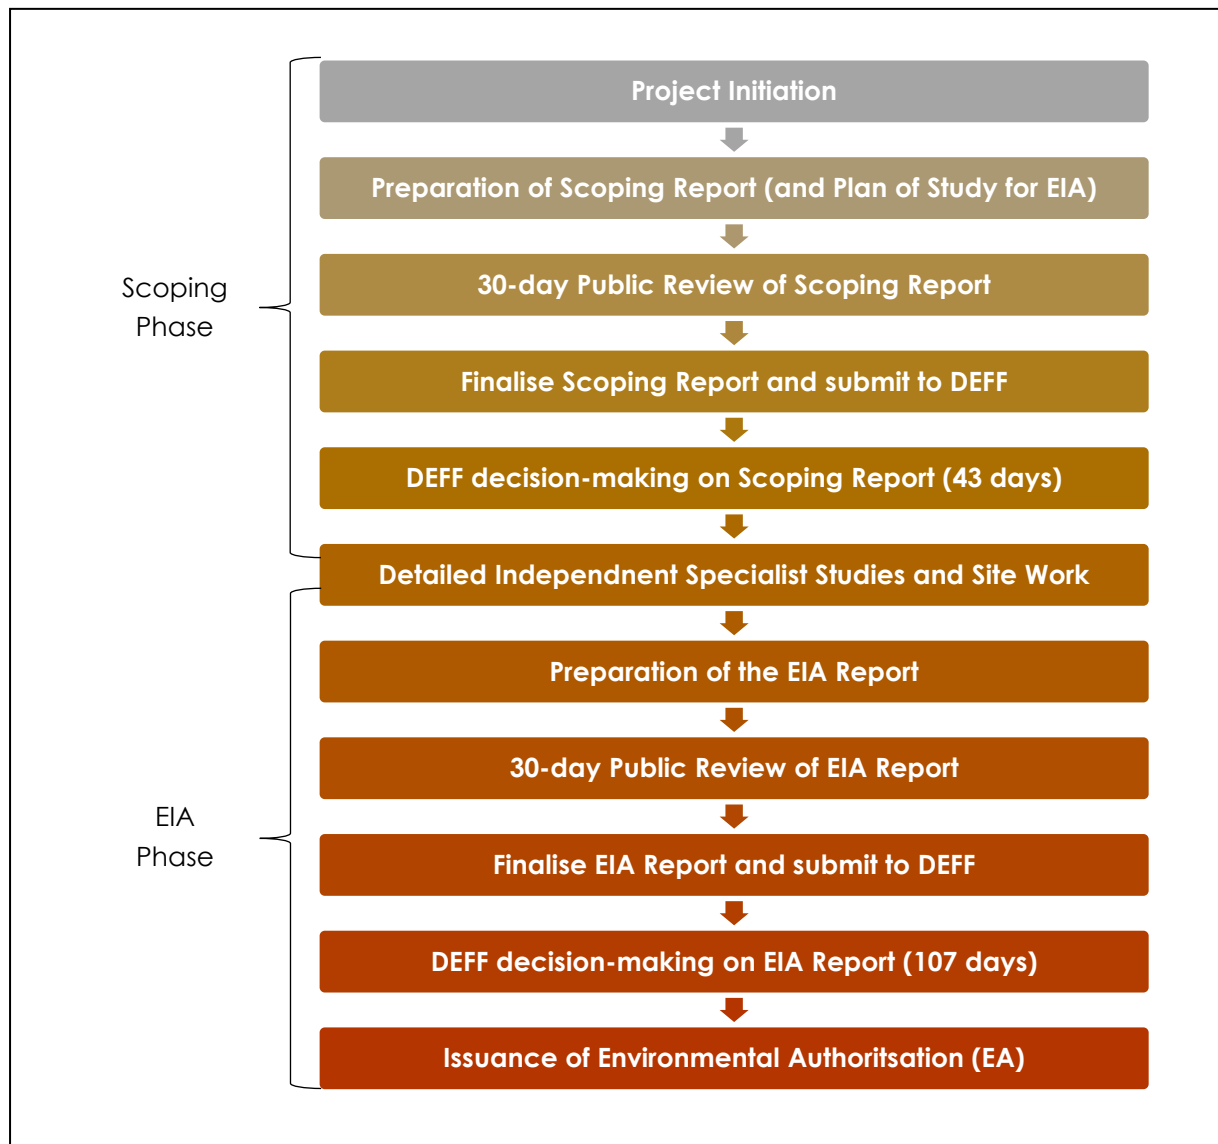 Project Initiation
Preparation of Scoping Report (and Plan of Study for EIA)
30-day Public Review of Scoping Report
Scoping
Phase
Finalise Scoping Report and submit to DEFF
DEFF decision-making on Scoping Report (43 days)
Detailed Independnent Specialist Studies and Site Work
Preparation of the EIA Report
30-day Public Review of EIA Report
EIA
Phase
Finalise EIA Report and submit to DEFF
DEFF decision-making on EIA Report (107 days)
Issuance of Environmental Authoritsation (EA)